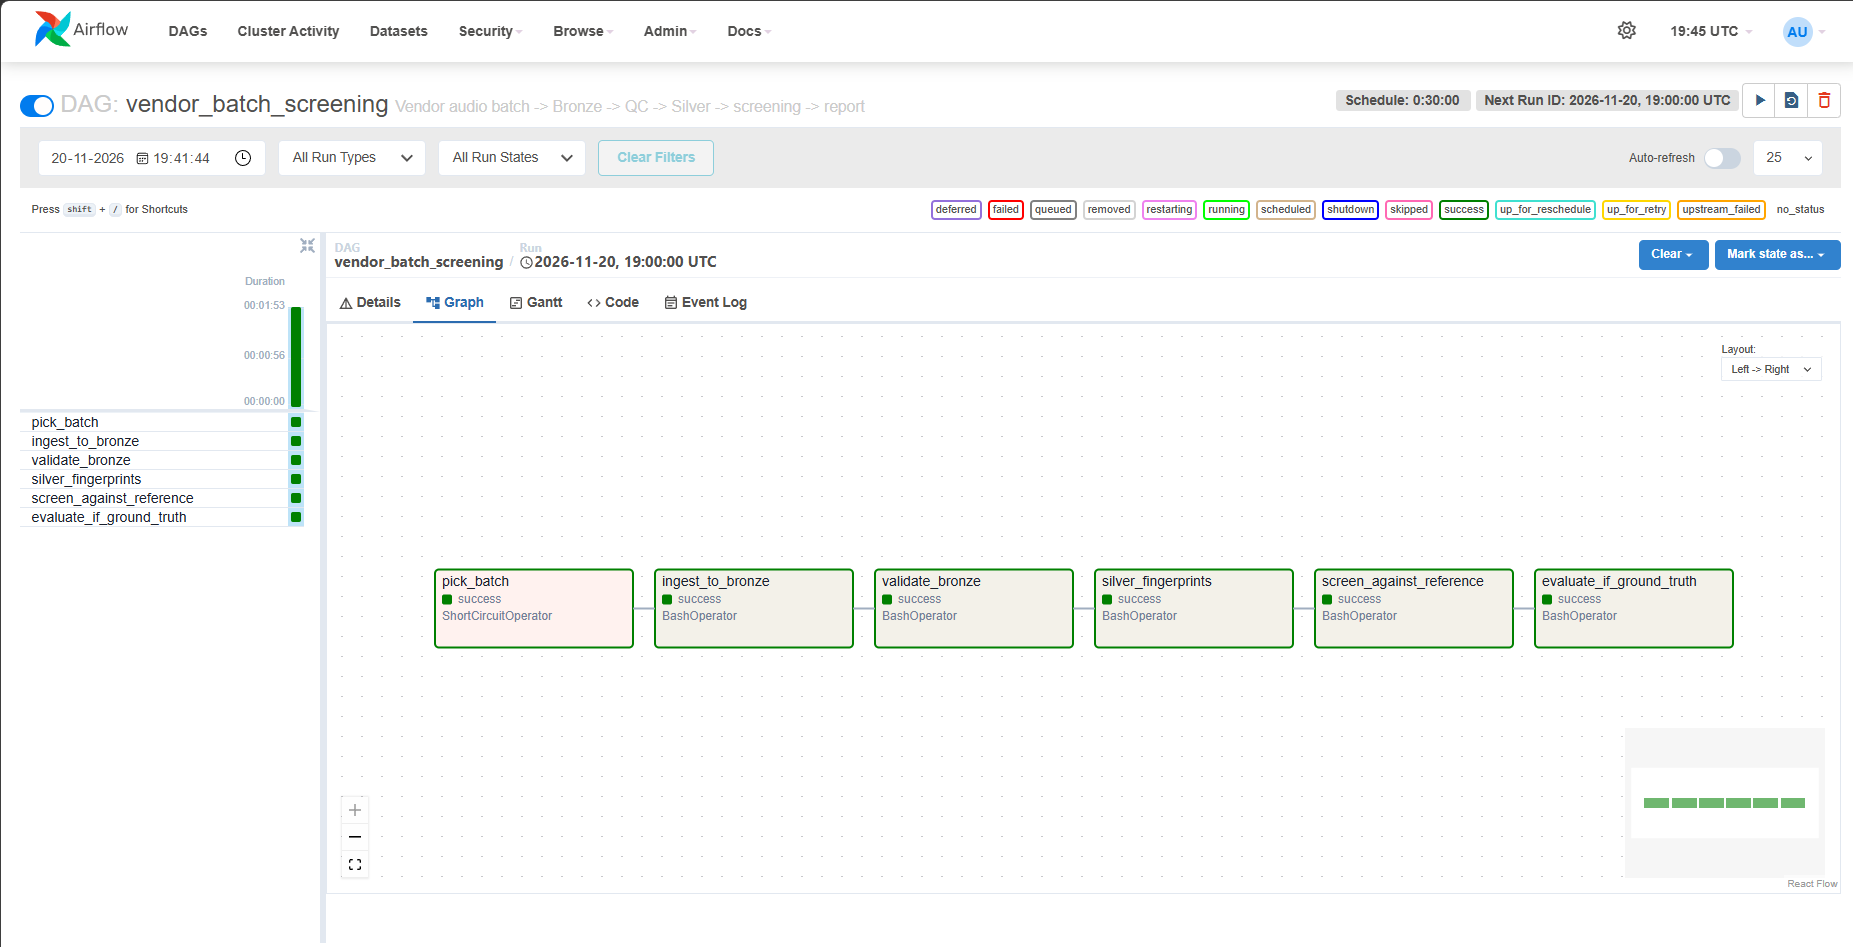 Airflow DAGs Cluster Activity Datasets Security Browse Admin Docs 19:45 UTC AU
DAG: vendor_batch_screening Vendor audio batch -> Bronze -> QC -> Silver -> screening -> report Schedule: 0:30:00 Next Run ID: 2026-11-20, 19:00:00 UTC
20-11-2026 19:41:44 All Run Types All Run States Clear Filters Auto-refresh 25
Press shift + / for Shortcuts deferred failed queued removed restarting running scheduled shutdown skipped success up_for_reschedule up_for_retry upstream_failed no_status
DAG Run
vendor_batch_screening / 2026-11-20, 19:00:00 UTC Clear Mark state as...
Duration
00:01:53
00:00:56
00:00:00
pick_batch
ingest_to_bronze
validate_bronze
silver_fingerprints
screen_against_reference
evaluate_if_ground_truth
Details Graph Gantt <> Code Event Log
Layout:
Left -> Right
pick_batch
success
ShortCircuitOperator
ingest_to_bronze
success
BashOperator
validate_bronze
success
BashOperator
silver_fingerprints
success
BashOperator
screen_against_reference
success
BashOperator
evaluate_if_ground_truth
success
BashOperator
React Flow